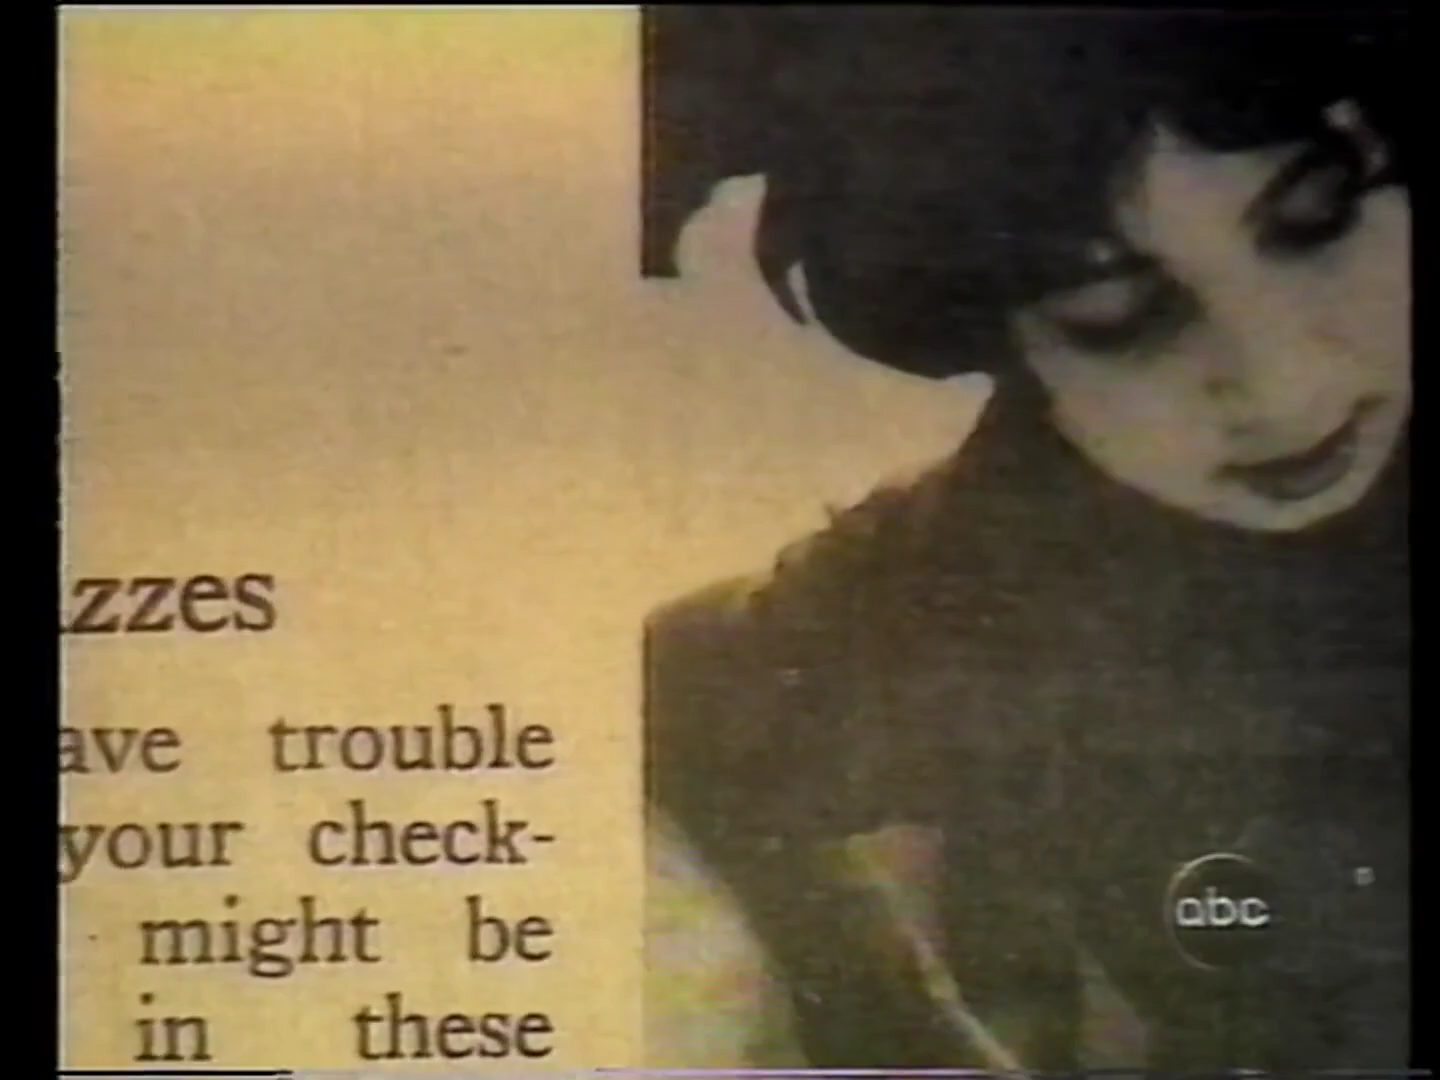 zzes
ave trouble
your check-
might be
in these
abc